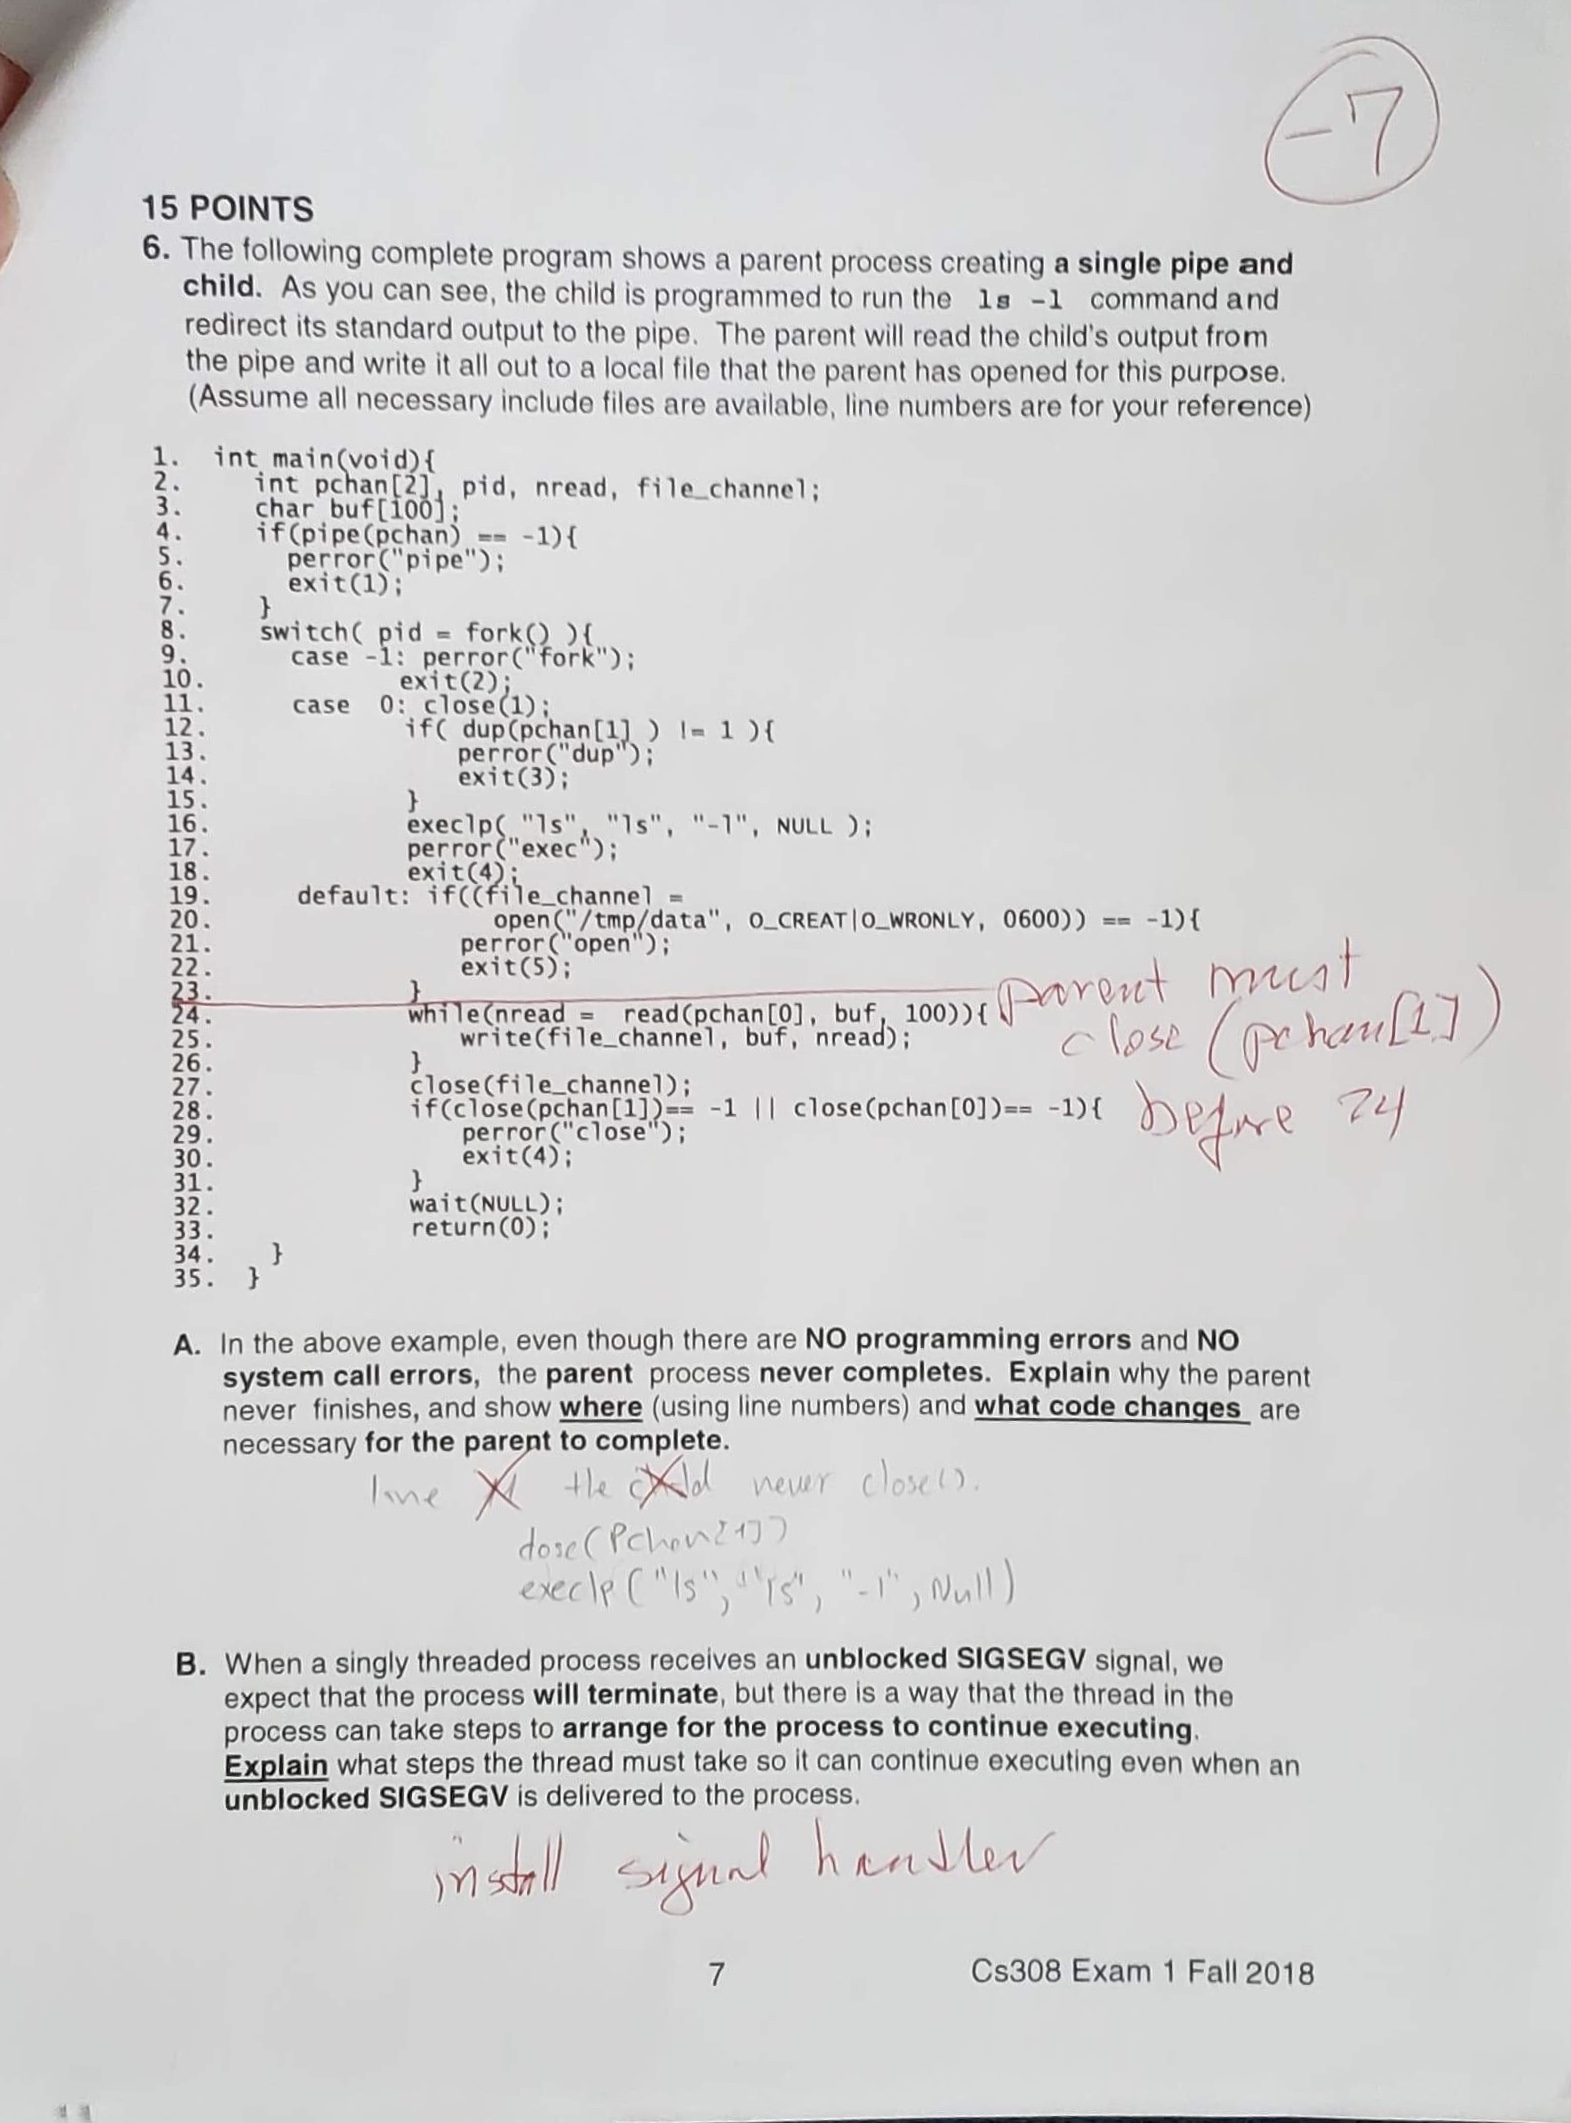 -7
15 POINTS
6. The following complete program shows a parent process creating a single pipe and
child. As you can see, the child is programmed to run the ls -l command and
redirect its standard output to the pipe. The parent will read the child's output from
the pipe and write it all out to a local file that the parent has opened for this purpose.
(Assume all necessary include files are available, line numbers are for your reference)
1. int main(void){
2. int pchan[2], pid, nread, file_channel;
3. char buf[100];
4. if(pipe(pchan) == -1){
5. perror("pipe");
6. exit(1);
7. }
8. switch( pid = fork() ){
9. case -1: perror("fork");
10. exit(2);
11. case 0: close(1);
12. if( dup(pchan[1] ) != 1 ){
13. perror("dup");
14. exit(3);
15. }
16. execlp( "ls", "ls", "-l", NULL );
17. perror("exec");
18. exit(4);
19. default: if((file_channel =
20. open("/tmp/data", O_CREAT|O_WRONLY, 0600)) == -1){
21. perror("open");
22. exit(5);
23. }
24. while(nread = read(pchan[0], buf, 100)){
25. write(file_channel, buf, nread);
26. }
27. close(file_channel);
28. if(close(pchan[1])== -1 || close(pchan[0])== -1){
29. perror("close");
30. exit(4);
31. }
32. wait(NULL);
33. return(0);
34. }
35. }
parent must
close (pchan[1])
before 24
A. In the above example, even though there are NO programming errors and NO
system call errors, the parent process never completes. Explain why the parent
never finishes, and show where (using line numbers) and what code changes are
necessary for the parent to complete.
line the child never close().
close(Pchan[1])
execlp("ls", "ls", "-l", Null)
B. When a singly threaded process receives an unblocked SIGSEGV signal, we
expect that the process will terminate, but there is a way that the thread in the
process can take steps to arrange for the process to continue executing.
Explain what steps the thread must take so it can continue executing even when an
unblocked SIGSEGV is delivered to the process.
install signal handler
7
Cs308 Exam 1 Fall 2018